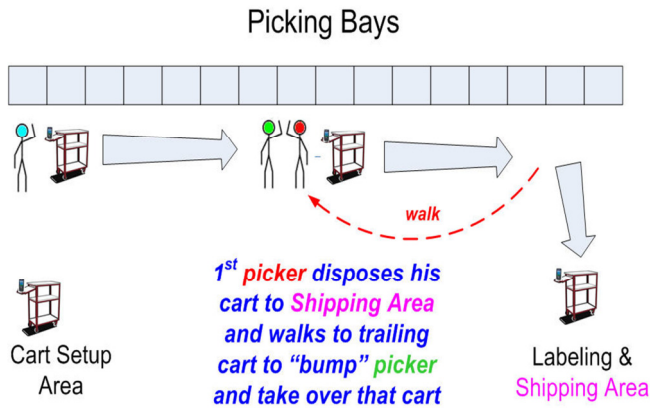 Picking Bays
walk
1st picker disposes his
cart to Shipping Area
and walks to trailing
cart to “bump” picker
and take over that cart
Cart Setup
Area
Labeling &
Shipping Area